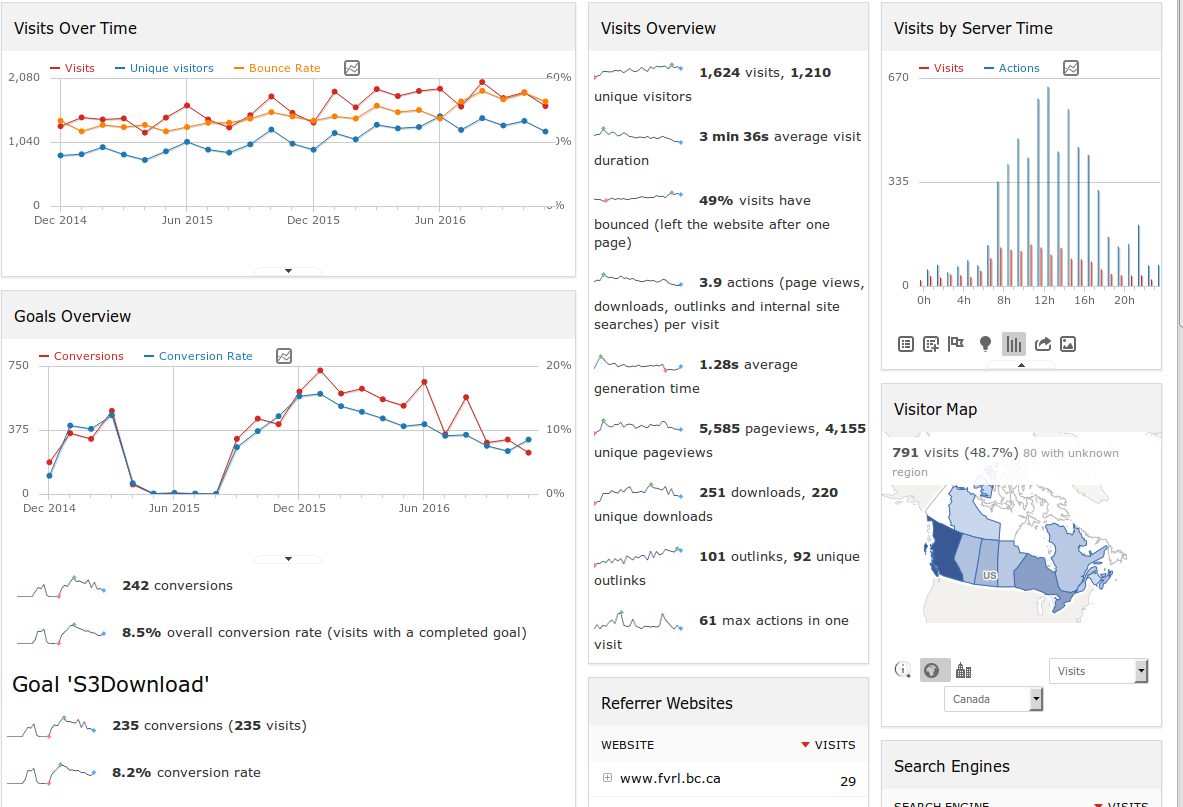 Visits Over Time
Visits
Unique visitors
Bounce Rate
2,080
60%
1,040
0%
0
%
Dec 2014
Jun 2015
Dec 2015
Jun 2016
Goals Overview
Conversions
Conversion Rate
750
20%
375
10%
0
0%
Dec 2014
Jun 2015
Dec 2015
Jun 2016
242 conversions
8.5% overall conversion rate (visits with a completed goal)
Goal 'S3Download'
235 conversions (235 visits)
8.2% conversion rate
Visits Overview
1,624 visits, 1,210
unique visitors
3 min 36s average visit
duration
49% visits have
bounced (left the website after one
page)
3.9 actions (page views,
downloads, outlinks and internal site
searches) per visit
1.28s average
generation time
5,585 pageviews, 4,155
unique pageviews
251 downloads, 220
unique downloads
101 outlinks, 92 unique
outlinks
61 max actions in one
visit
Referrer Websites
WEBSITE
VISITS
www.fvrl.bc.ca
29
Visits by Server Time
Visits
Actions
670
335
0
0h
4h
8h
12h
16h
20h
Visitor Map
791 visits (48.7%) 80 with unknown
region
US
Visits
Canada
Search Engines
SEARCH ENGINE
VISITS